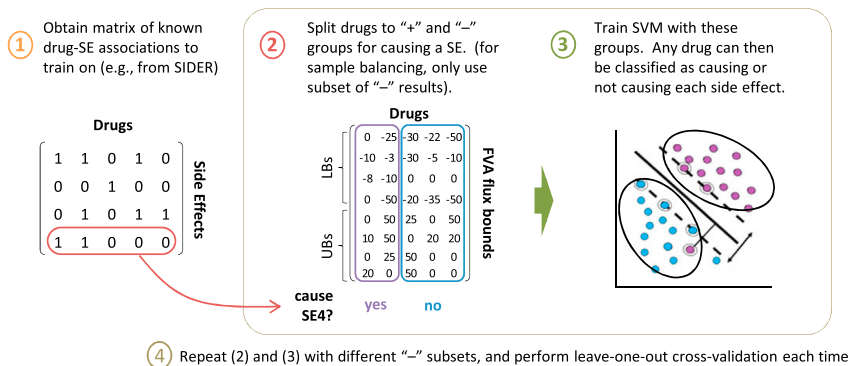 1
Obtain matrix of known
drug-SE associations to
train on (e.g., from SIDER)
Drugs
1 1 0 1 0
0 0 1 0 0
0 1 0 1 1
1 1 0 0 0
Side Effects
2
Split drugs to “+” and “–”
groups for causing a SE. (for
sample balancing, only use
subset of “–” results).
Drugs
LBs
0 -25 -30 -22 -50
-10 -3 -30 -5 -10
-8 -10 0 0 0
0 -50 -20 -35 -50
UBs
0 50 25 0 50
10 50 0 20 20
0 25 50 0 0
20 0 50 0 0
FVA flux bounds
cause
SE4?
yes no
3
Train SVM with these
groups. Any drug can then
be classified as causing or
not causing each side effect.
4
Repeat (2) and (3) with different “–” subsets, and perform leave-one-out cross-validation each time